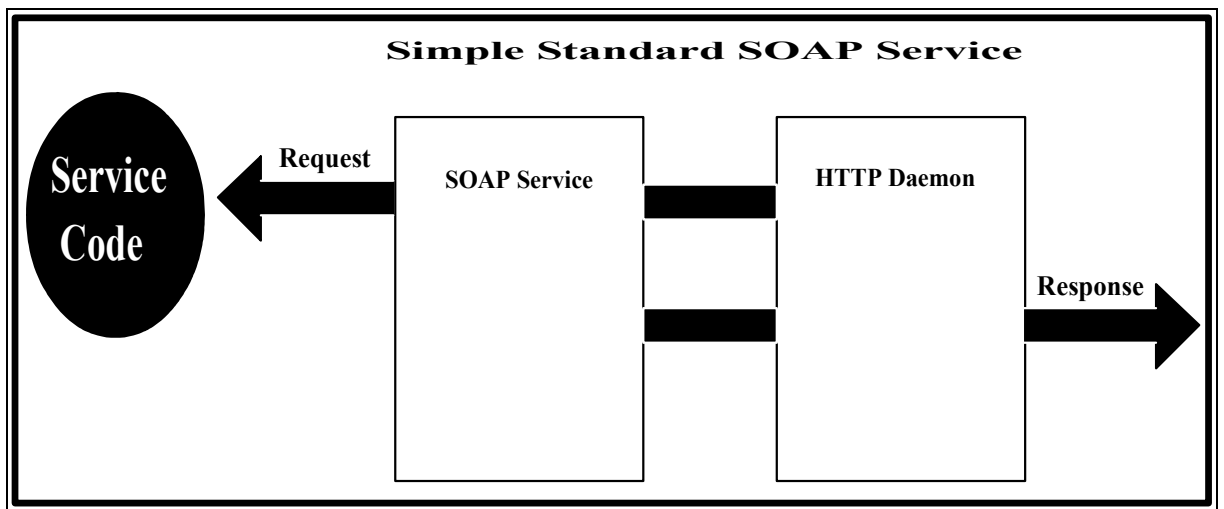 Simple Standard SOAP Service
Service
Code
Request
SOAP Service
HTTP Daemon
Response